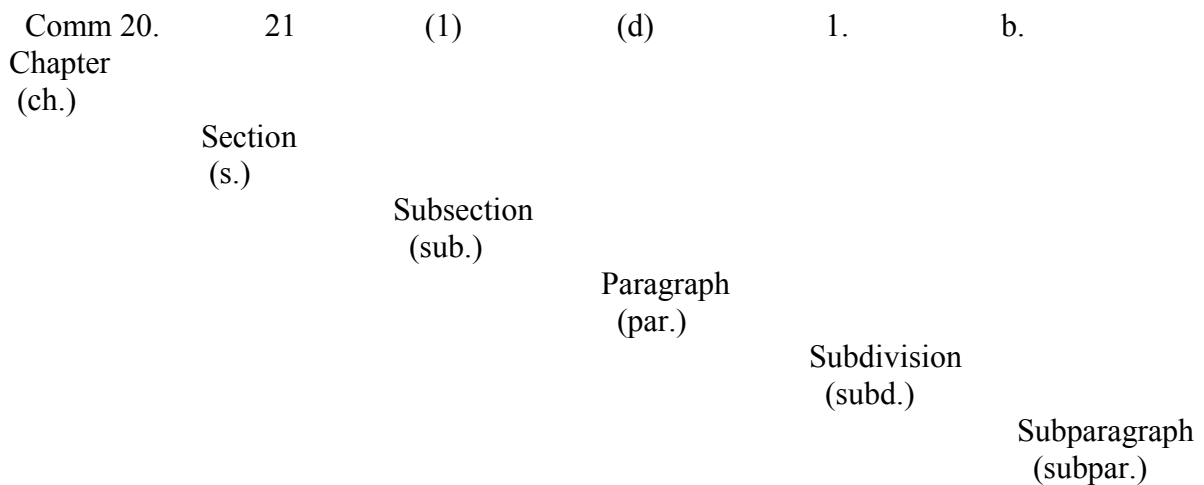 Comm 20. 21 (1) (d) 1. b.
Chapter
(ch.)
Section
(s.)
Subsection
(sub.)
Paragraph
(par.)
Subdivision
(subd.)
Subparagraph
(subpar.)